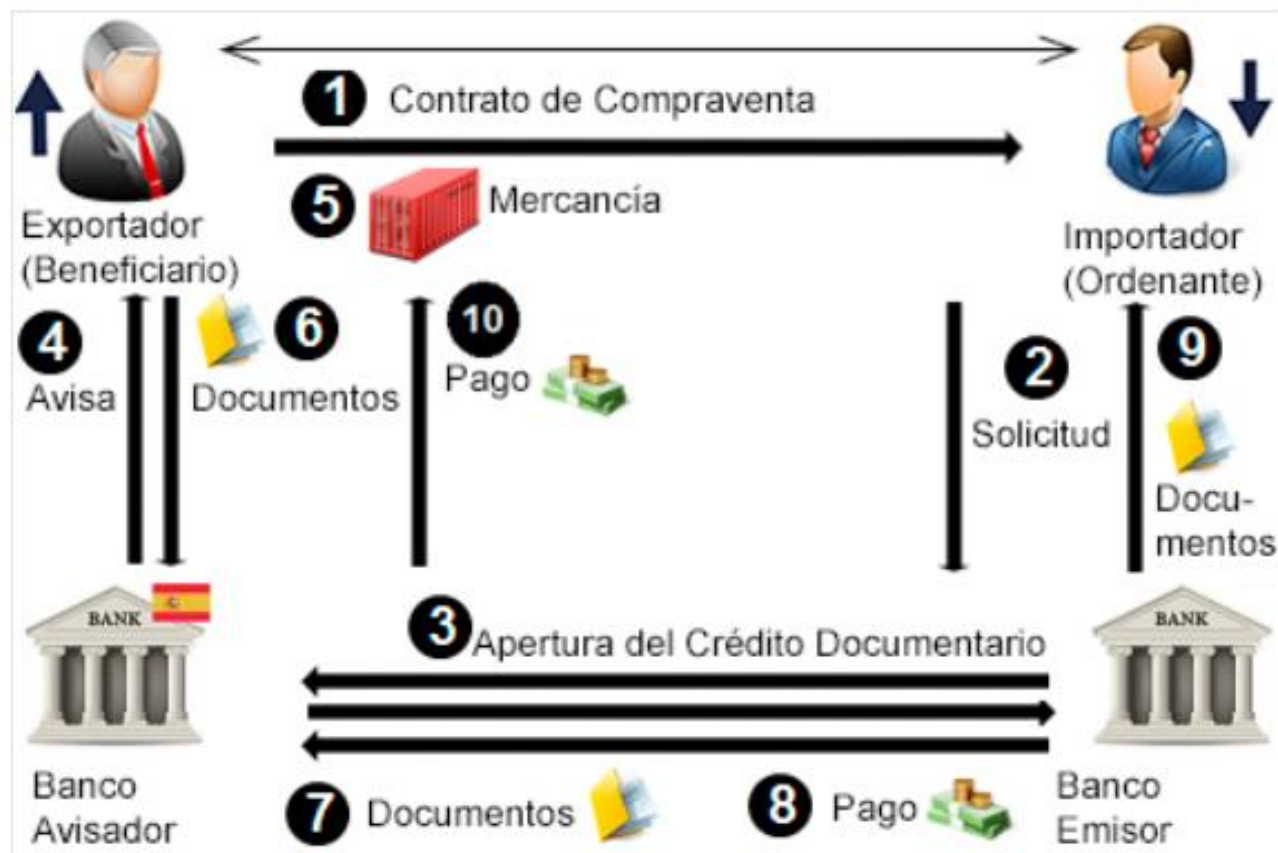 1 Contrato de Compraventa
5 Mercancía
Exportador
(Beneficiario)
Importador
(Ordenante)
4
Avisa
6
Documentos
10
Pago
2
Solicitud
9
Docu-
mentos
BANK
BANK
3 Apertura del Crédito Documentario
Banco
Avisador
7 Documentos
8 Pago
Banco
Emisor